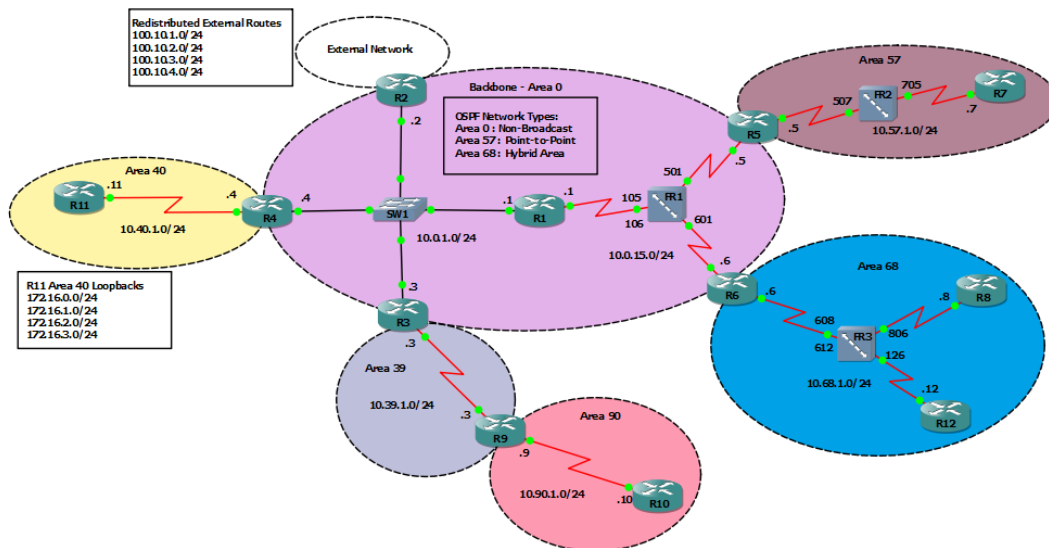 Redistributed External Routes
100.10.1.0/24
100.10.2.0/24
100.10.3.0/24
100.10.4.0/24
External Network
R2
.2
Backbone - Area 0
OSPF Network Types:
Area 0 : Non-Broadcast
Area 57 : Point-to-Point
Area 68 : Hybrid Area
Area 57
705
R7
FR2
507
.7
R5
.5
10.57.1.0/24
.5
Area 40
.11
R11
.4
R4
.4
10.40.1.0/24
SW1
.1
R1
.1
10.0.1.0/24
501
105
FR1
106
601
10.0.15.0/24
.6
R6
R11 Area 40 Loopbacks
172.16.0.0/24
172.16.1.0/24
172.16.2.0/24
172.16.3.0/24
.3
R3
.3
Area 39
10.39.1.0/24
.3
R9
.9
Area 90
10.90.1.0/24
.10
R10
Area 68
.6
.8
R8
608
806
FR3
612
126
10.68.1.0/24
.12
R12